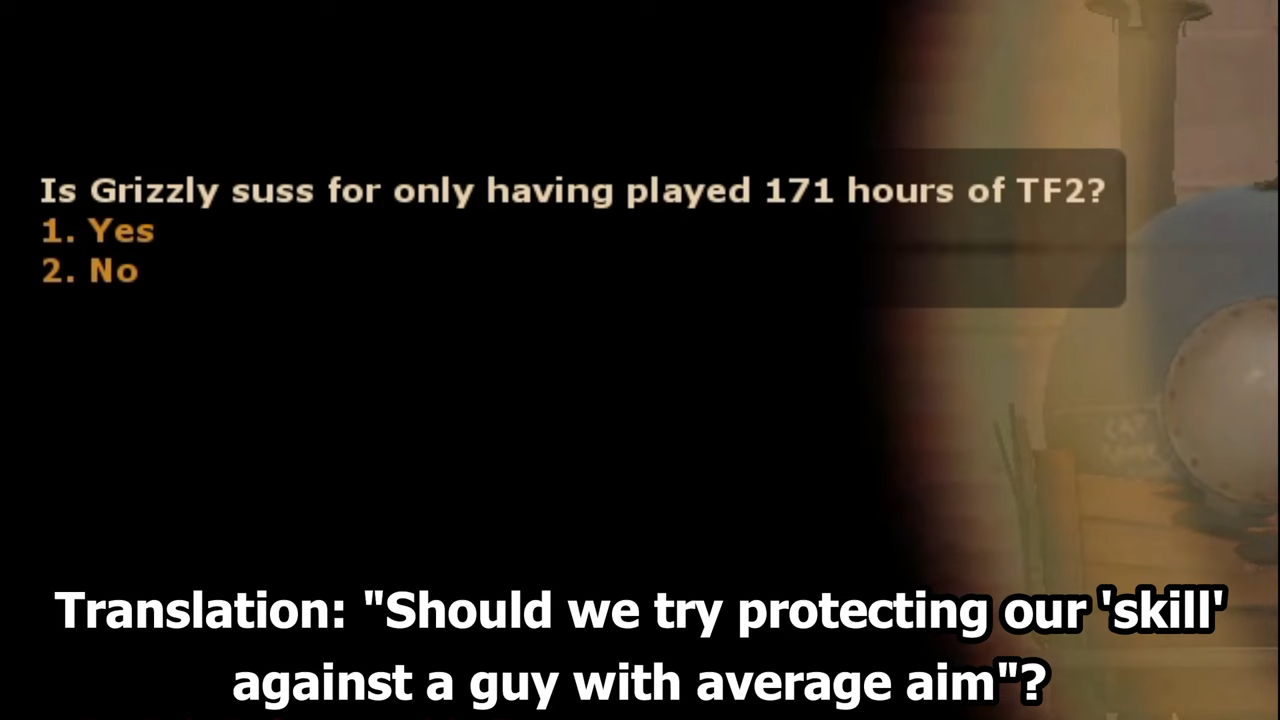 Is Grizzly suss for only having played 171 hours of TF2?
1. Yes
2. No
Translation: "Should we try protecting our 'skill'
against a guy with average aim"?